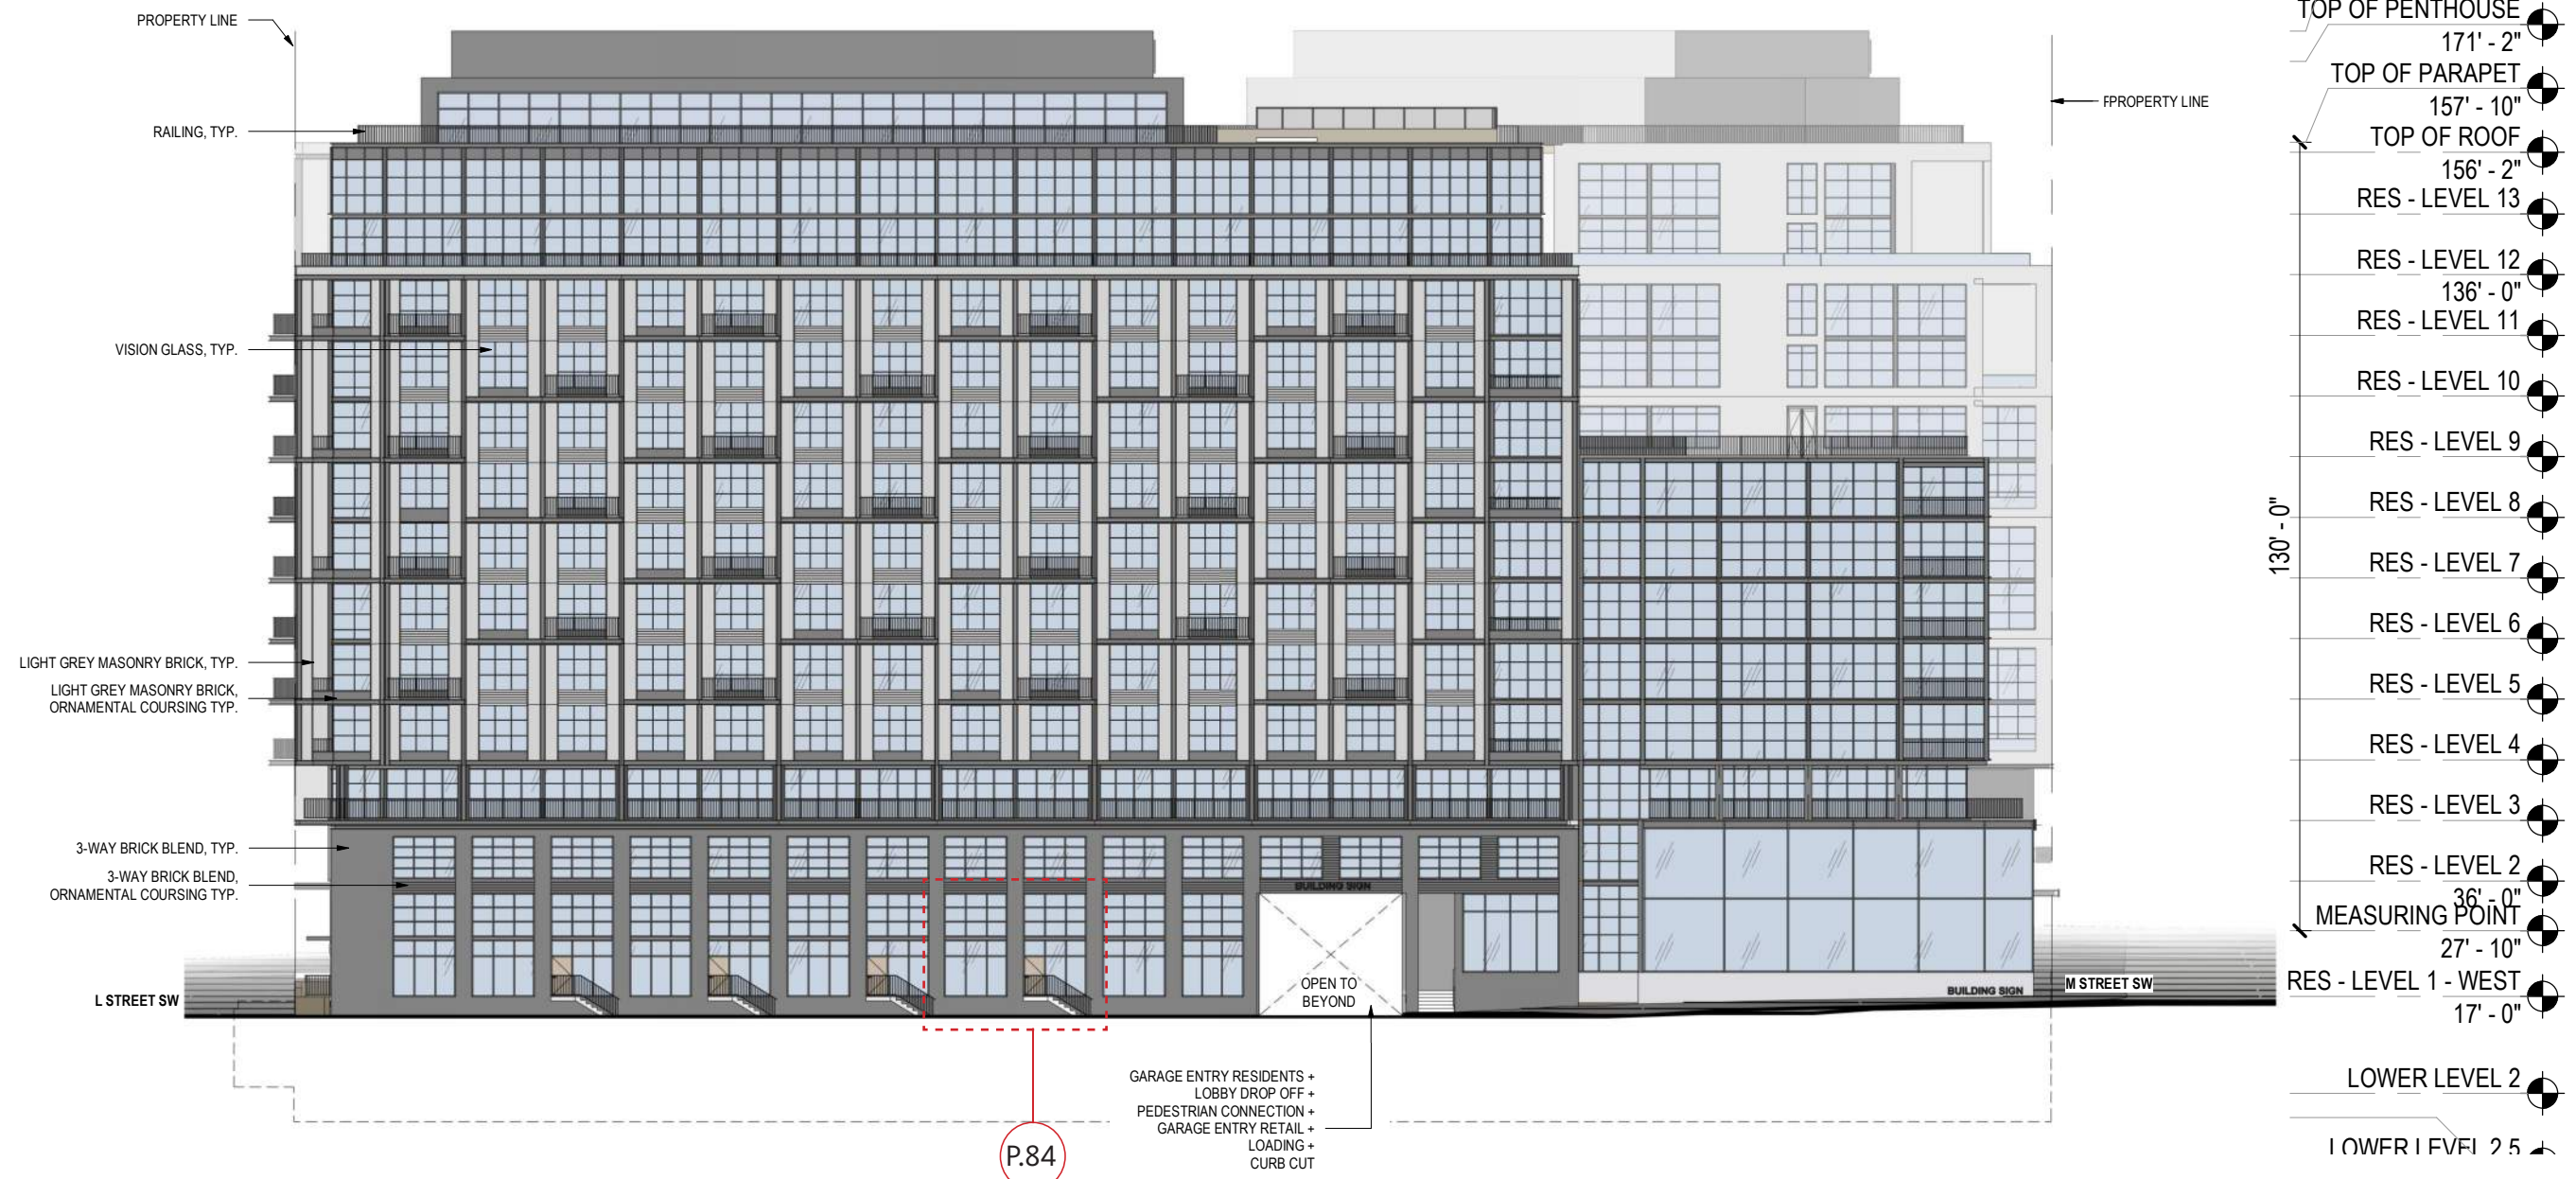 PROPERTY LINE
RAILING, TYP.
VISION GLASS, TYP.
LIGHT GREY MASONRY BRICK, TYP.
LIGHT GREY MASONRY BRICK,
ORNAMENTAL COURSING TYP.
3-WAY BRICK BLEND, TYP.
3-WAY BRICK BLEND,
ORNAMENTAL COURSING TYP.
L STREET SW
BUILDING SIGN
OPEN TO
BEYOND
BUILDING SIGN
M STREET SW
GARAGE ENTRY RESIDENTS +
LOBBY DROP OFF +
PEDESTRIAN CONNECTION +
GARAGE ENTRY RETAIL +
LOADING +
CURB CUT
P.84
FPROPERTY LINE
130' - 0"
TOP OF PENTHOUSE
171' - 2"
TOP OF PARAPET
157' - 10"
TOP OF ROOF
156' - 2"
RES - LEVEL 13
RES - LEVEL 12
136' - 0"
RES - LEVEL 11
RES - LEVEL 10
RES - LEVEL 9
RES - LEVEL 8
RES - LEVEL 7
RES - LEVEL 6
RES - LEVEL 5
RES - LEVEL 4
RES - LEVEL 3
RES - LEVEL 2
36' - 0"
MEASURING POINT
27' - 10"
RES - LEVEL 1 - WEST
17' - 0"
LOWER LEVEL 2
LOWER LEVEL 2.5